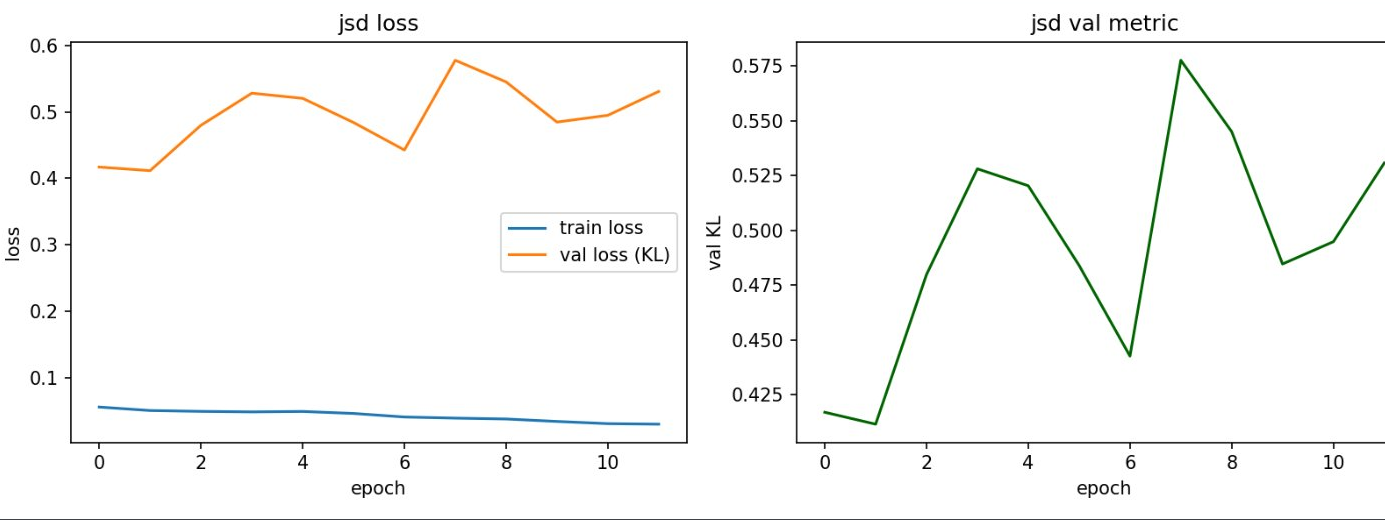 jsd loss
0.6
0.5
0.4
0.3
0.2
0.1
loss
train loss
val loss (KL)
0 2 4 6 8 10
epoch
jsd val metric
0.575
0.550
0.525
0.500
0.475
0.450
0.425
val KL
0 2 4 6 8 10
epoch